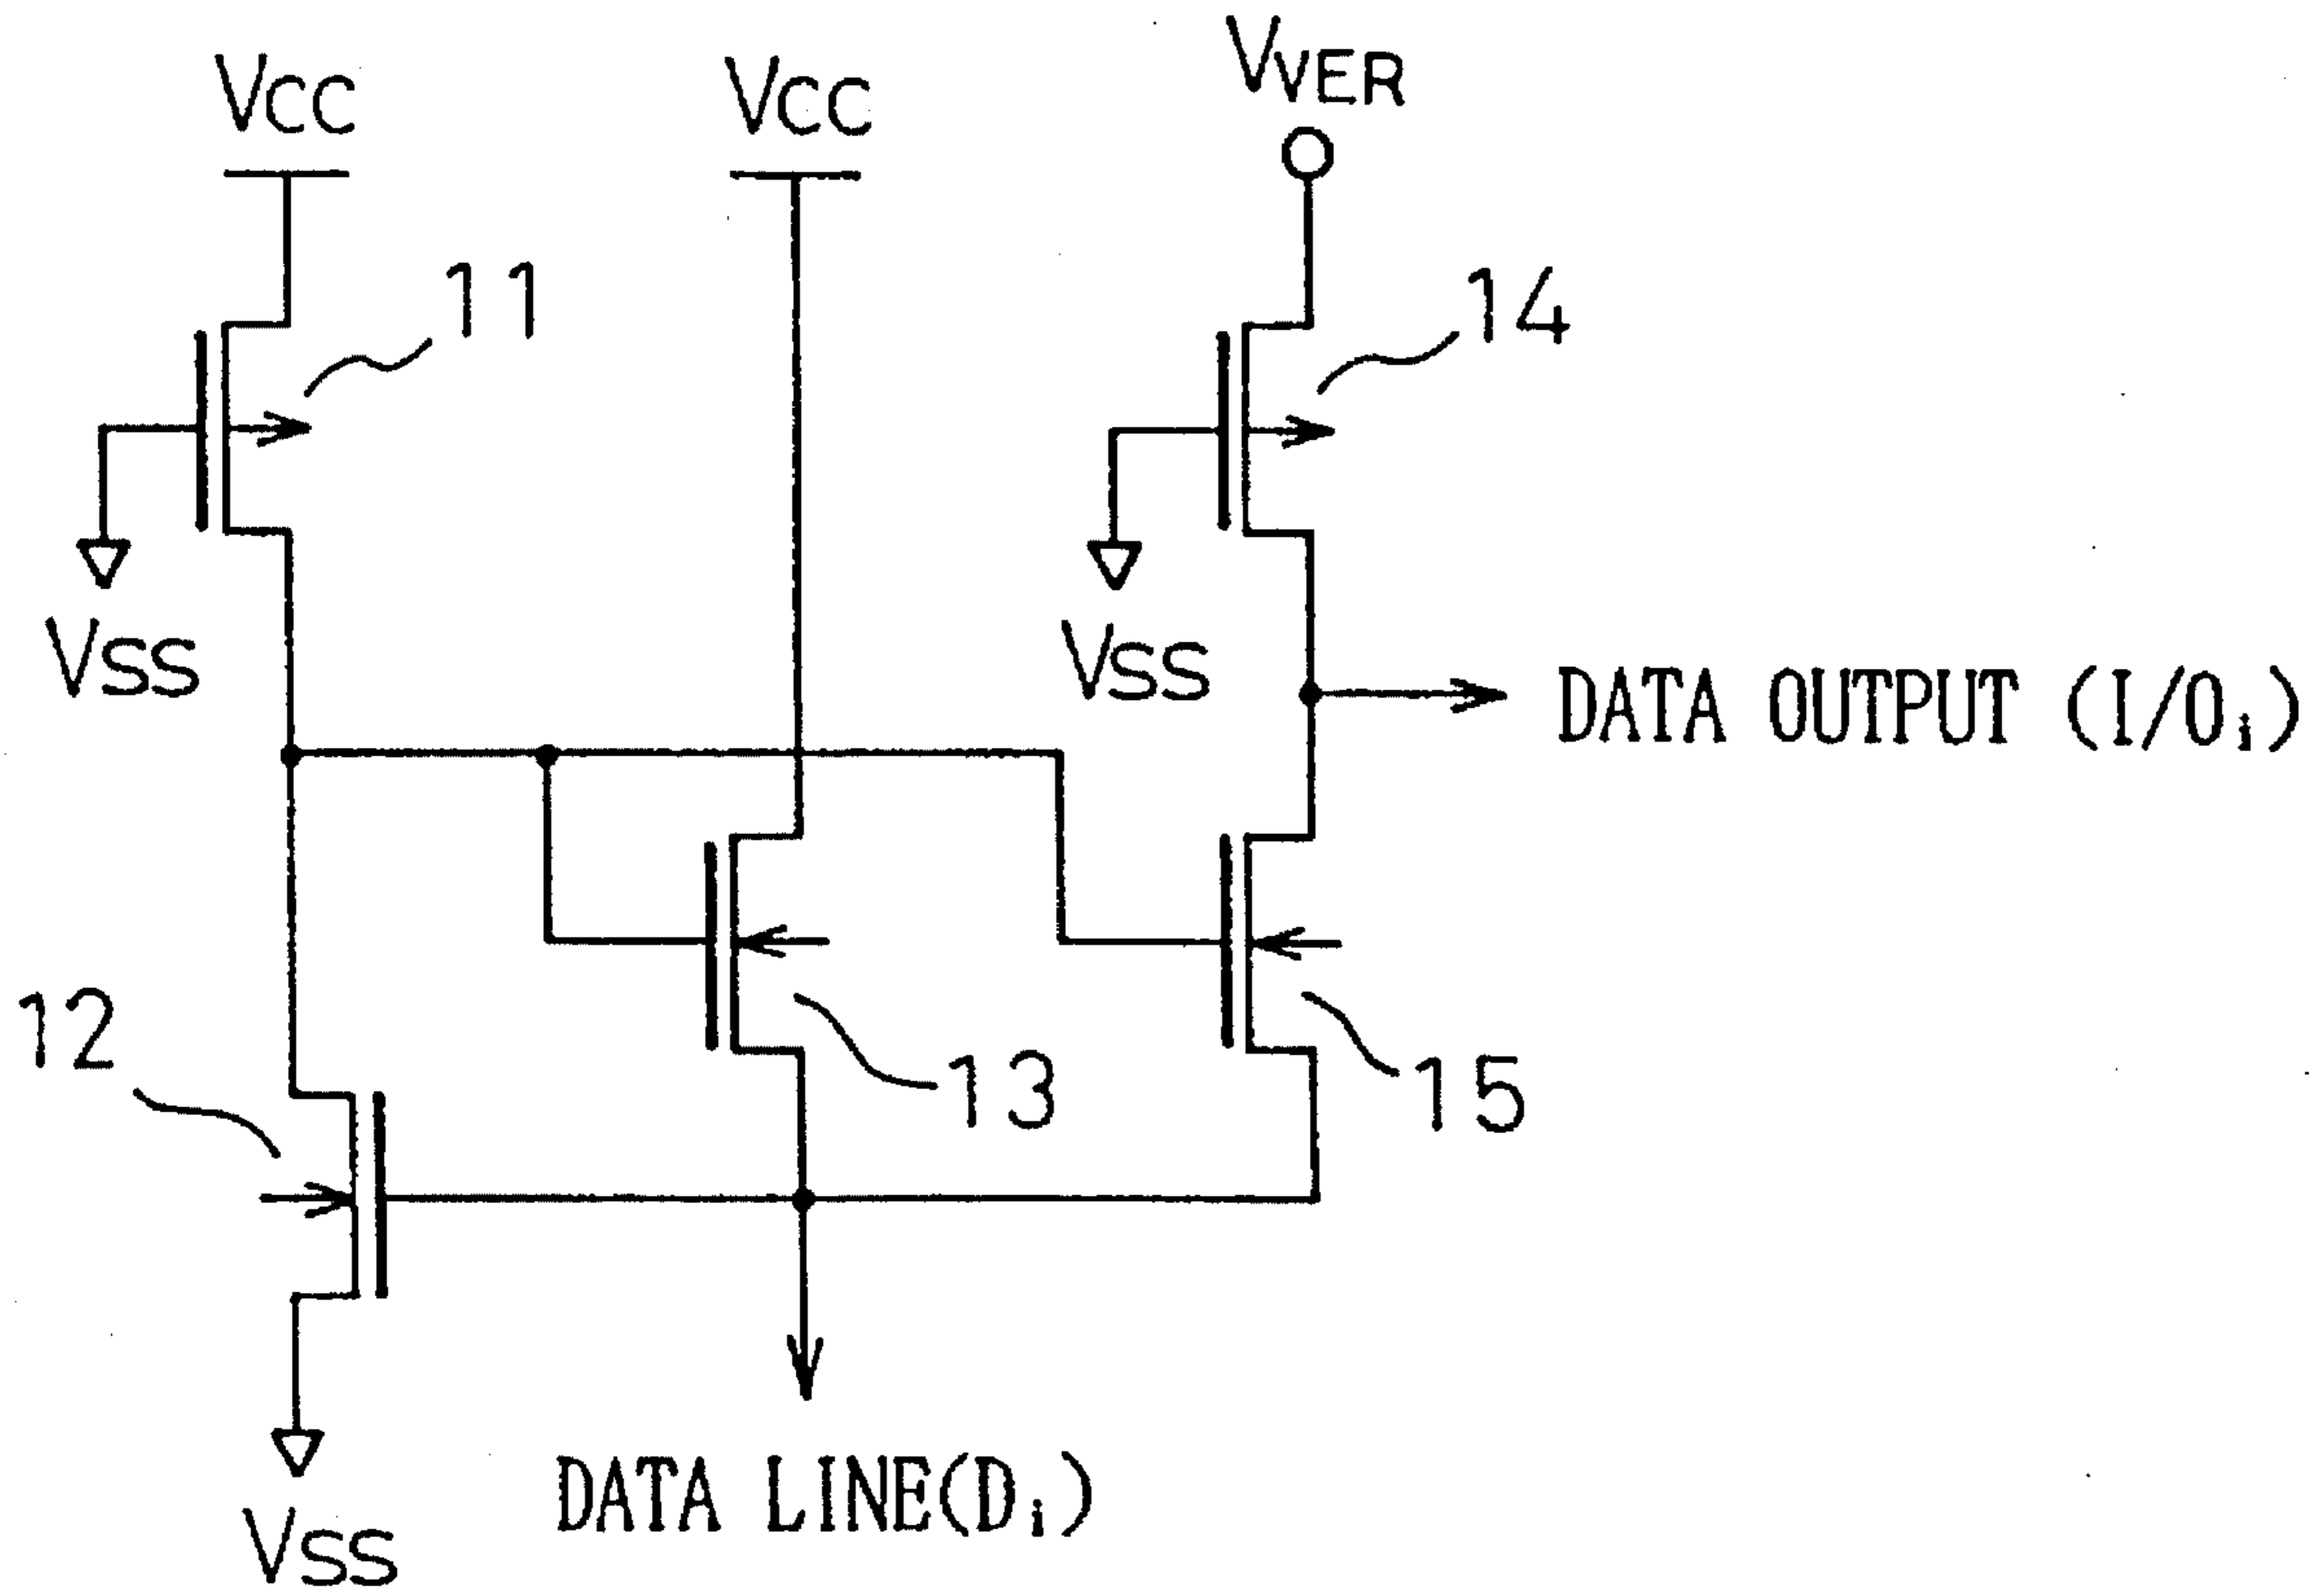 VCC
VCC
VVER
11
14
VSS
VSS
DATA OUTPUT (I/Oi)
12
13
15
DATA LINE(Di)
VSS